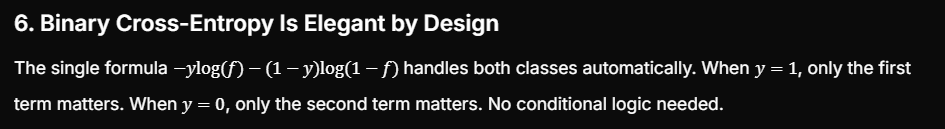 6. Binary Cross-Entropy Is Elegant by Design
The single formula −ylog(f) − (1 − y)log(1 − f) handles both classes automatically. When y = 1, only the first
term matters. When y = 0, only the second term matters. No conditional logic needed.